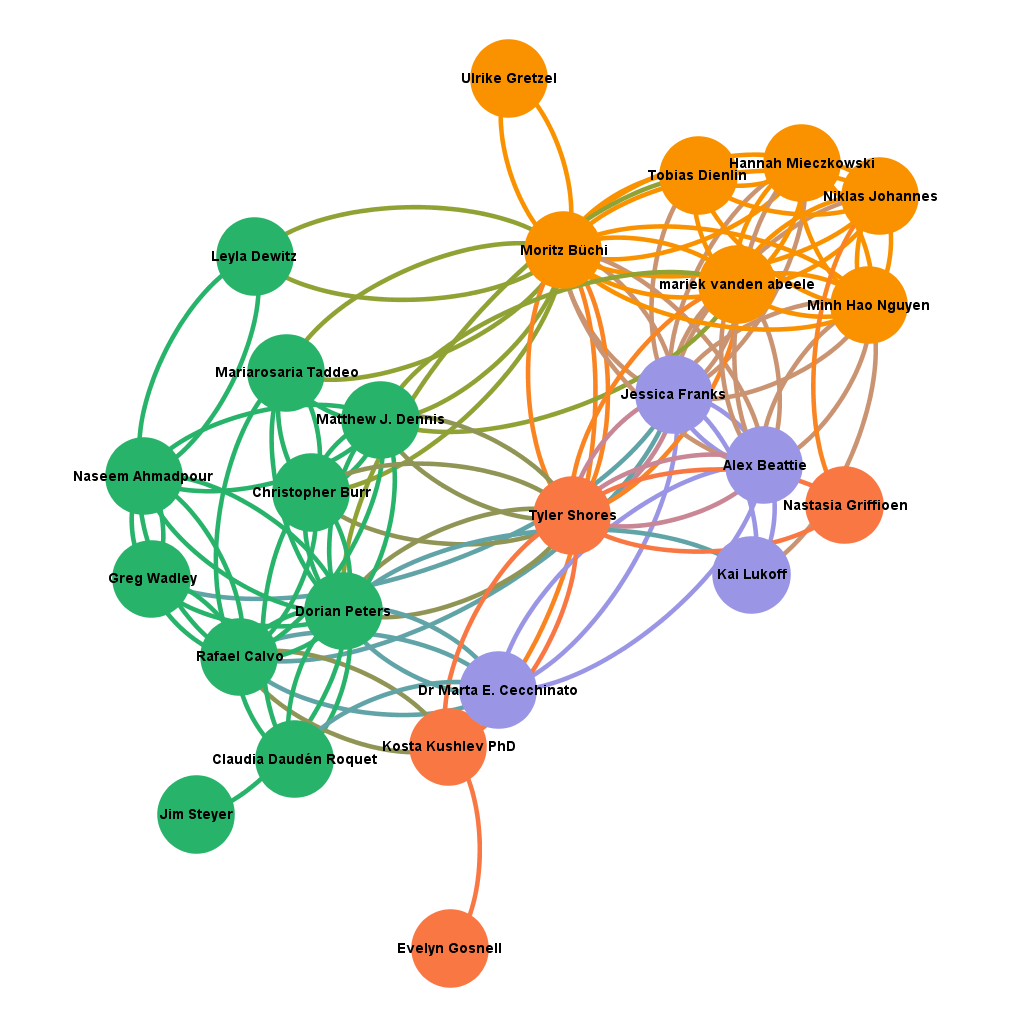 Ulrike Gretzel
Hannah Mieczkowski
Tobias Dienlin
Niklas Johannes
Moritz Büchi
Leyla Dewitz
mariek vanden abeele
Minh Hao Nguyen
Mariarosaria Taddeo
Jessica Franks
Matthew J. Dennis
Alex Beattie
Naseem Ahmadpour
Christopher Burr
Nastasia Griffioen
Tyler Shores
Kai Lukoff
Greg Wadley
Dorian Peters
Rafael Calvo
Dr Marta E. Cecchinato
Kosta Kushlev PhD
Claudia Daudén Roquet
Jim Steyer
Evelyn Gosnell